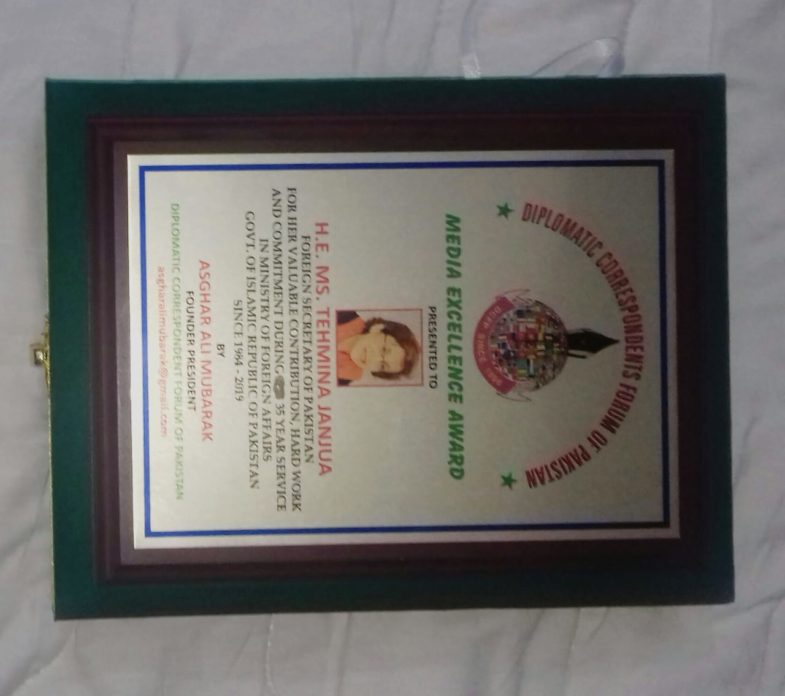 DIPLOMATIC CORRESPONDENTS FORUM OF PAKISTAN
MEDIA EXCELLENCE AWARD
PRESENTED TO
H.E. MS. TEHMINA JANJUA
FOREIGN SECRETARY OF PAKISTAN
FOR HER VALUABLE CONTRIBUTION, HARD WORK
AND COMMITMENT DURING 35 YEAR SERVICE
IN MINISTRY OF FOREIGN AFFAIRS
GOVT. OF ISLAMIC REPUBLIC OF PAKISTAN
SINCE 1984 - 2019
BY
ASGHAR ALI MUBARAK
FOUNDER PRESIDENT
DIPLOMATIC CORRESPONDENT FORUM OF PAKISTAN
asgharalimubarak@gmail.com